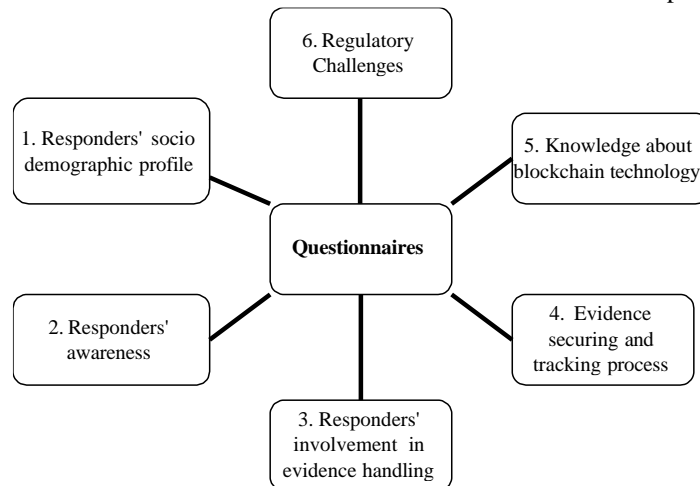 6. Regulatory
Challenges
1. Responders' socio
demographic profile
5. Knowledge about
blockchain technology
Questionnaires
2. Responders'
awareness
4. Evidence
securing and
tracking process
3. Responders'
involvement in
evidence handling